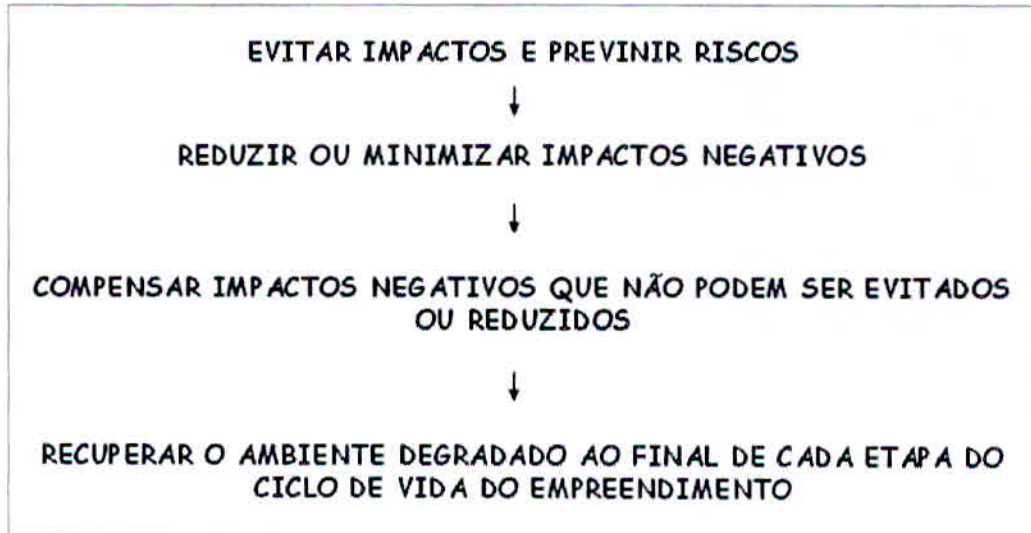 EVITAR IMPACTOS E PREVINIR RISCOS
↓
REDUZIR OU MINIMIZAR IMPACTOS NEGATIVOS
↓
COMPENSAR IMPACTOS NEGATIVOS QUE NÃO PODEM SER EVITADOS
OU REDUZIDOS
↓
RECUPERAR O AMBIENTE DEGRADADO AO FINAL DE CADA ETAPA DO
CICLO DE VIDA DO EMPREENDIMENTO